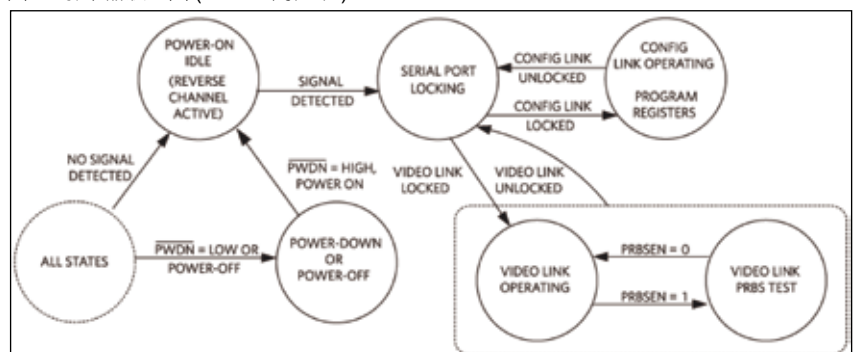 POWER-ON
IDLE
(REVERSE
CHANNEL
ACTIVE)
SIGNAL
DETECTED
SERIAL PORT
LOCKING
CONFIG LINK
UNLOCKED
CONFIG LINK
LOCKED
CONFIG
LINK OPERATING
PROGRAM
REGISTERS
NO SIGNAL
DETECTED
PWDN = HIGH,
POWER ON
VIDEO LINK
LOCKED
VIDEO LINK
UNLOCKED
ALL STATES
PWDN = LOW OR
POWER-OFF
POWER-DOWN
OR
POWER-OFF
VIDEO LINK
OPERATING
PRBSEN = 0
PRBSEN = 1
VIDEO LINK
PRBS TEST